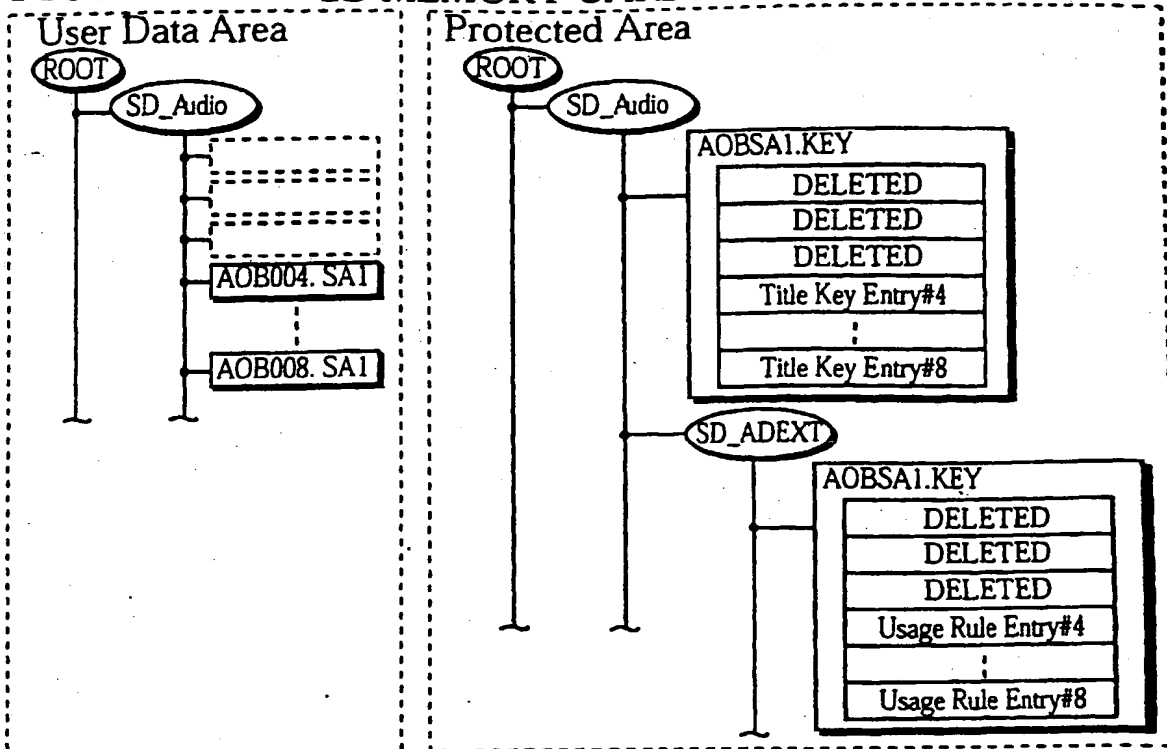 User Data Area
ROOT
SD_Audio
AOB004. SA1
AOB008. SA1
Protected Area
ROOT
SD_Audio
AOBSA1.KEY
DELETED
DELETED
DELETED
Title Key Entry#4
Title Key Entry#8
SD_ADEXT
AOBSA1.KEY
DELETED
DELETED
DELETED
Usage Rule Entry#4
Usage Rule Entry#8